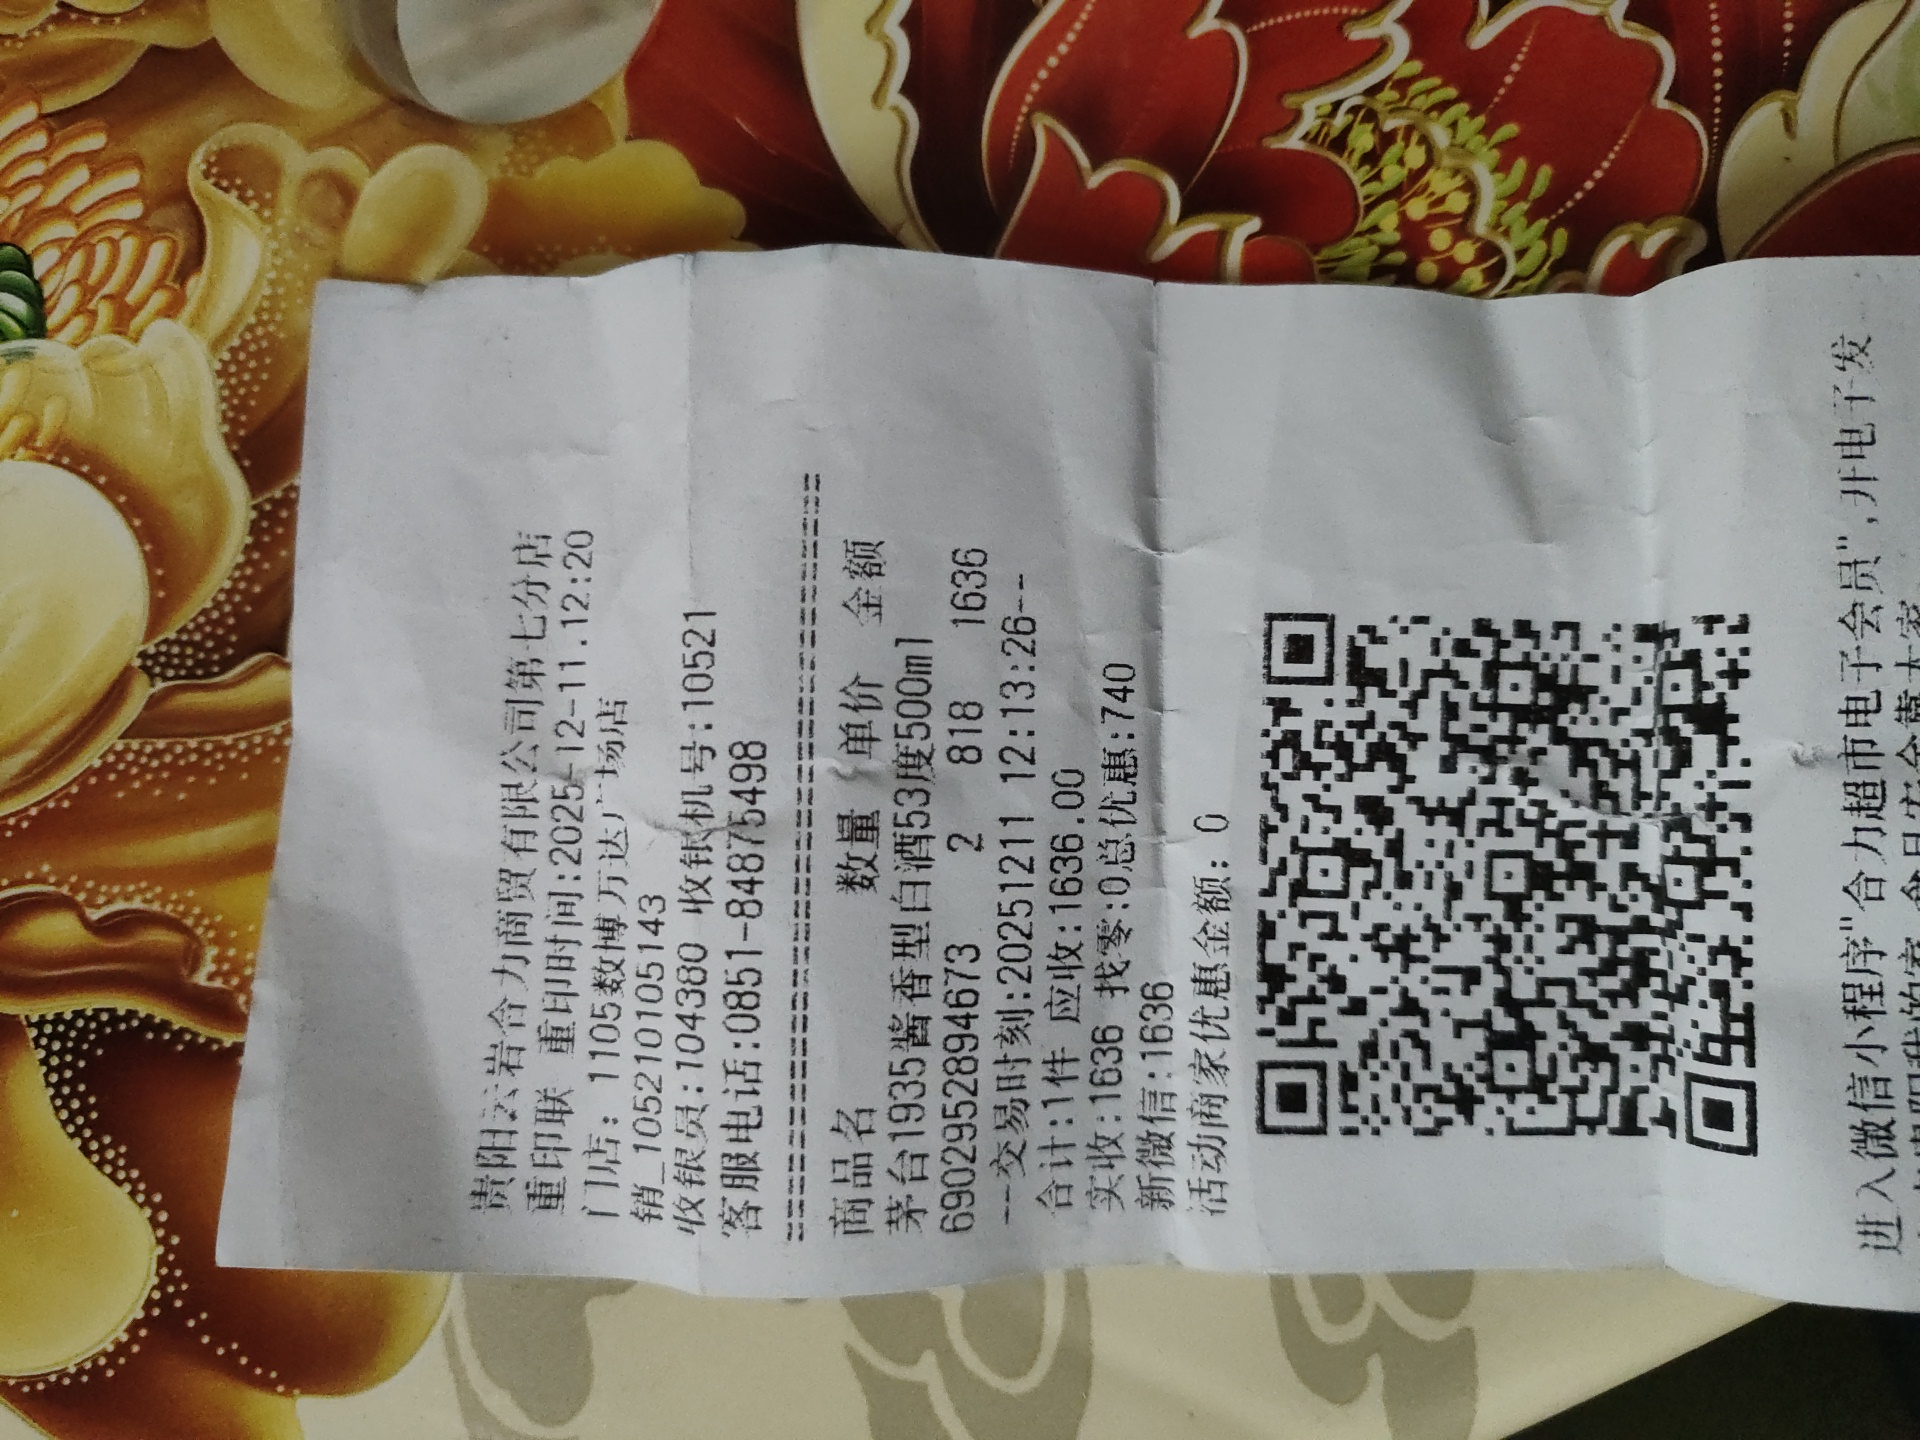 贵阳云岩合力商贸有限公司第七分店
重印联 重印时间:2025-12-11.12:20
门店: 1105数博万达广场店
销_105210105143
收银员:104380 收银机号:10521
客服电话:0851-84875498
========================================
商品名 数量 单价 金额
茅台1935酱香型白酒53度500ml
6902952894673 2 818 1636
--交易时刻:20251211 12:13:26--
合计:1件 应收:1636.00
实收:1636 找零:0总优惠:740
新微信:1636
活动商家优惠金额: 0
进入微信小程序"合力超市电子会员",开电子发